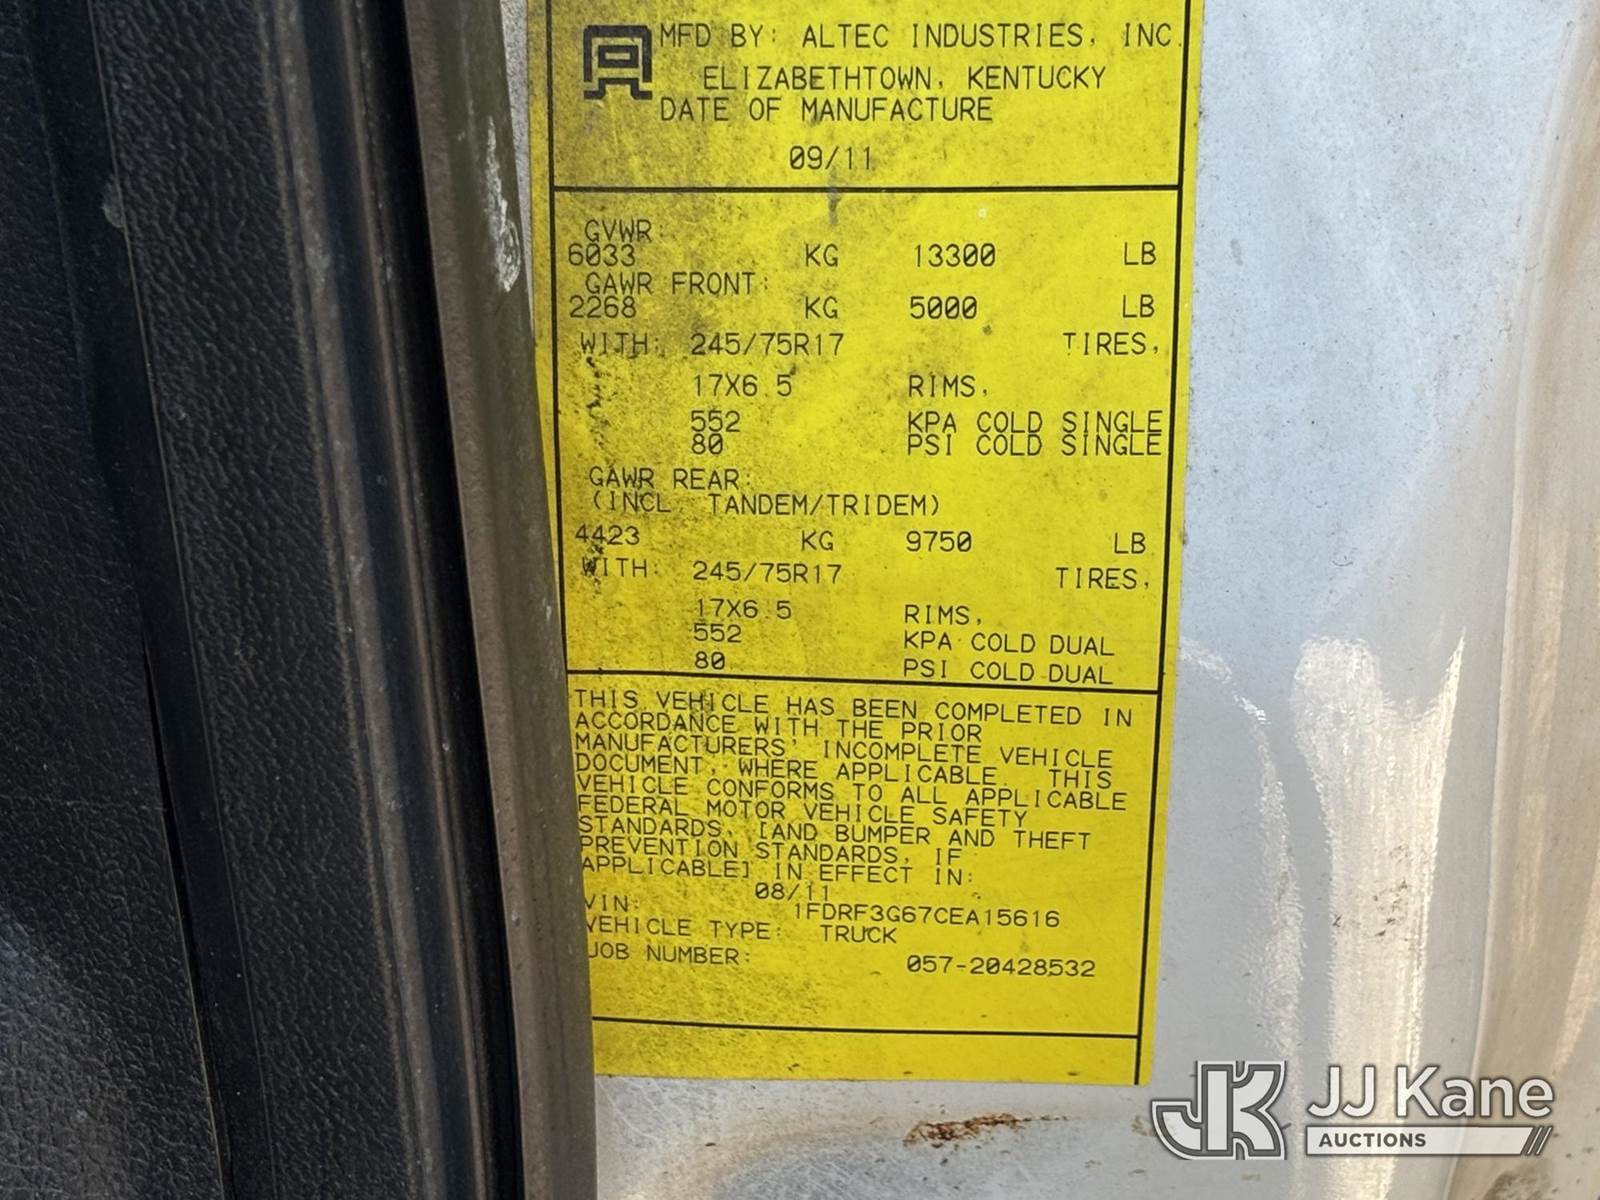 MFD BY: ALTEC INDUSTRIES, INC.
ELIZABETHTOWN, KENTUCKY
DATE OF MANUFACTURE
09/11
GVWR:
6033 KG 13300 LB
GAWR FRONT:
2268 KG 5000 LB
WITH: 245/75R17 TIRES,
17X6.5 RIMS,
552 KPA COLD SINGLE
80 PSI COLD SINGLE
GAWR REAR:
(INCL. TANDEM/TRIDEM)
4423 KG 9750 LB
WITH: 245/75R17 TIRES,
17X6.5 RIMS,
552 KPA COLD DUAL
80 PSI COLD DUAL
THIS VEHICLE HAS BEEN COMPLETED IN
ACCORDANCE WITH THE PRIOR
MANUFACTURERS' INCOMPLETE VEHICLE
DOCUMENT, WHERE APPLICABLE. THIS
VEHICLE CONFORMS TO ALL APPLICABLE
FEDERAL MOTOR VEHICLE SAFETY
STANDARDS, [AND BUMPER AND THEFT
PREVENTION STANDARDS, IF
APPLICABLE] IN EFFECT IN:
08/11
VIN: 1FDRF3G67CEA15616
VEHICLE TYPE: TRUCK
JOB NUMBER: 057-20428532
JK JJ Kane
AUCTIONS